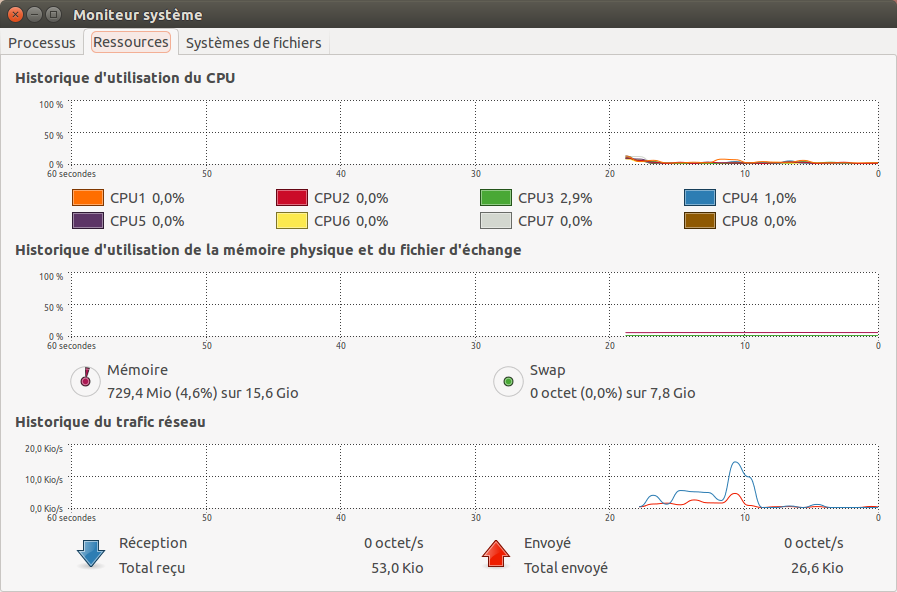 Moniteur système
Processus Ressources Systèmes de fichiers
Historique d'utilisation du CPU
100 %
50 %
0 %
60 secondes 50 40 30 20 10 0
CPU1 0,0% CPU2 0,0% CPU3 2,9% CPU4 1,0%
CPU5 0,0% CPU6 0,0% CPU7 0,0% CPU8 0,0%
Historique d'utilisation de la mémoire physique et du fichier d'échange
100 %
50 %
0 %
60 secondes 50 40 30 20 10 0
Mémoire Swap
729,4 Mio (4,6%) sur 15,6 Gio 0 octet (0,0%) sur 7,8 Gio
Historique du trafic réseau
20,0 Kio/s
10,0 Kio/s
0,0 Kio/s
60 secondes 50 40 30 20 10 0
Réception 0 octet/s Envoyé 0 octet/s
Total reçu 53,0 Kio Total envoyé 26,6 Kio